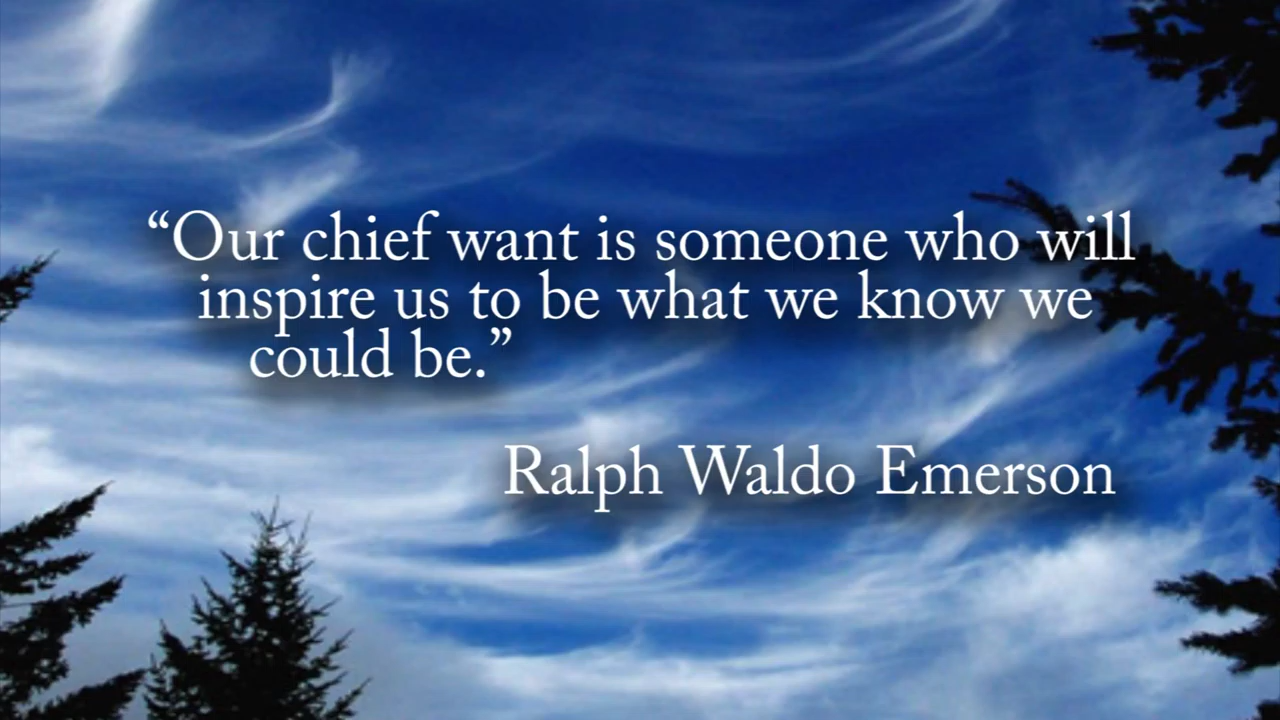 “Our chief want is someone who will
inspire us to be what we know we
could be.”
Ralph Waldo Emerson